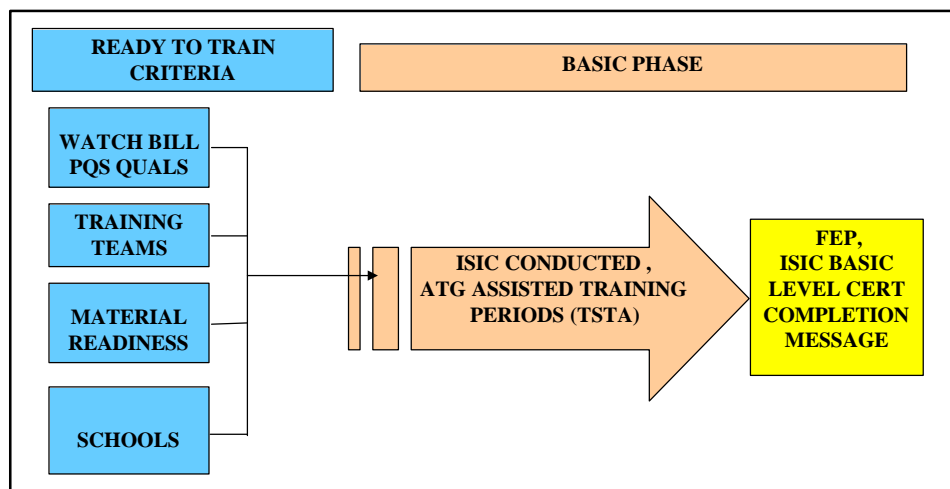 READY TO TRAIN
CRITERIA
BASIC PHASE
WATCH BILL
PQS QUALS
TRAINING
TEAMS
MATERIAL
READINESS
SCHOOLS
ISIC CONDUCTED ,
ATG ASSISTED TRAINING
PERIODS (TSTA)
FEP,
ISIC BASIC
LEVEL CERT
COMPLETION
MESSAGE